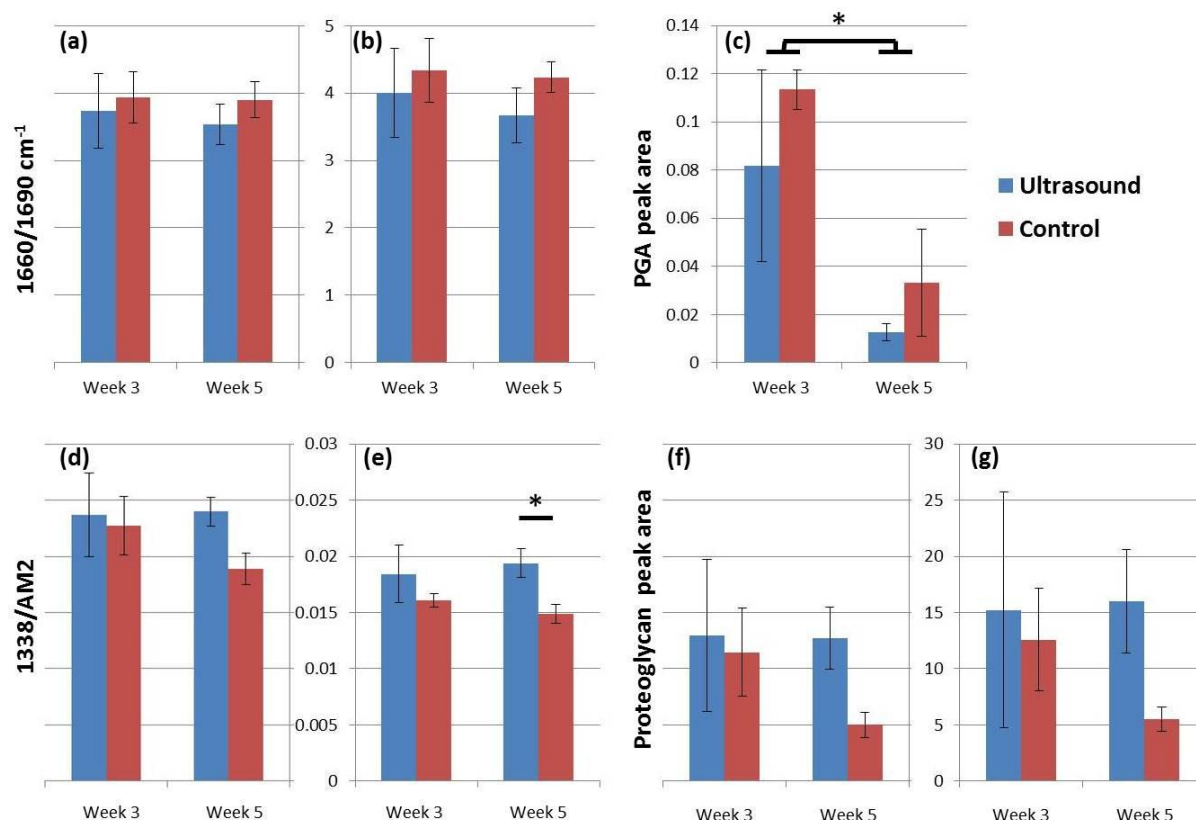 (a)
1660/1690 cm⁻¹
Week 3 Week 5
(b)
5
4
3
2
1
0
Week 3 Week 5
(c)
*
PGA peak area
0.14
0.12
0.1
0.08
0.06
0.04
0.02
0
Week 3 Week 5
Ultrasound
Control
(d)
1338/AM2
Week 3 Week 5
(e)
*
0.03
0.025
0.02
0.015
0.01
0.005
0
Week 3 Week 5
(f)
Proteoglycan peak area
Week 3 Week 5
(g)
30
25
20
15
10
5
0
Week 3 Week 5